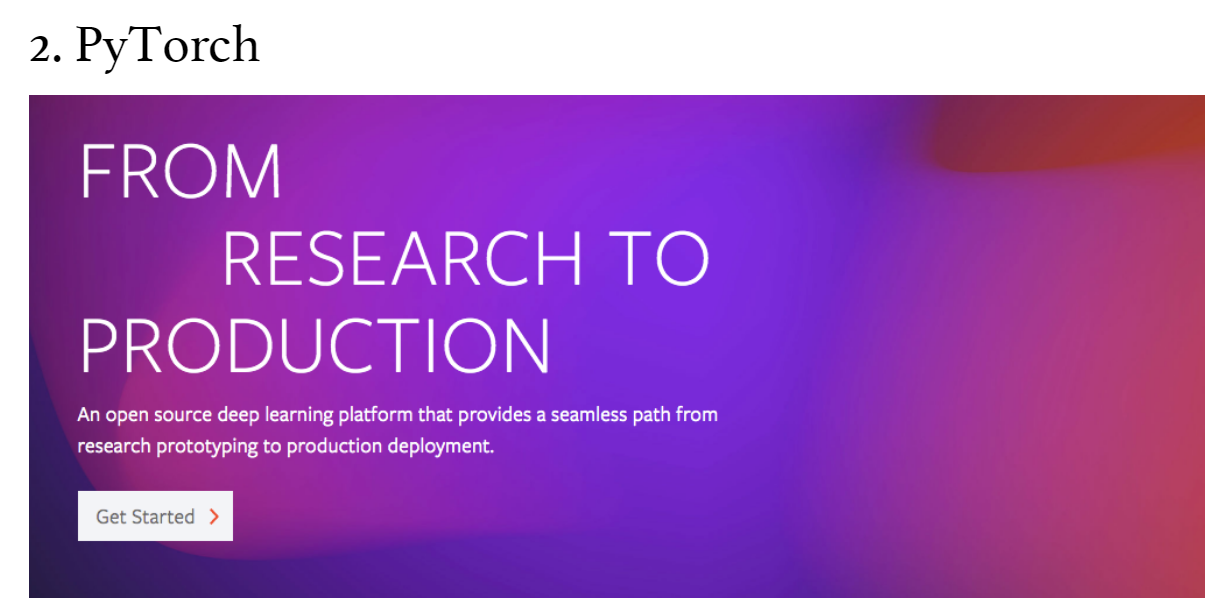 2. PyTorch
FROM
RESEARCH TO
PRODUCTION
An open source deep learning platform that provides a seamless path from
research prototyping to production deployment.
Get Started